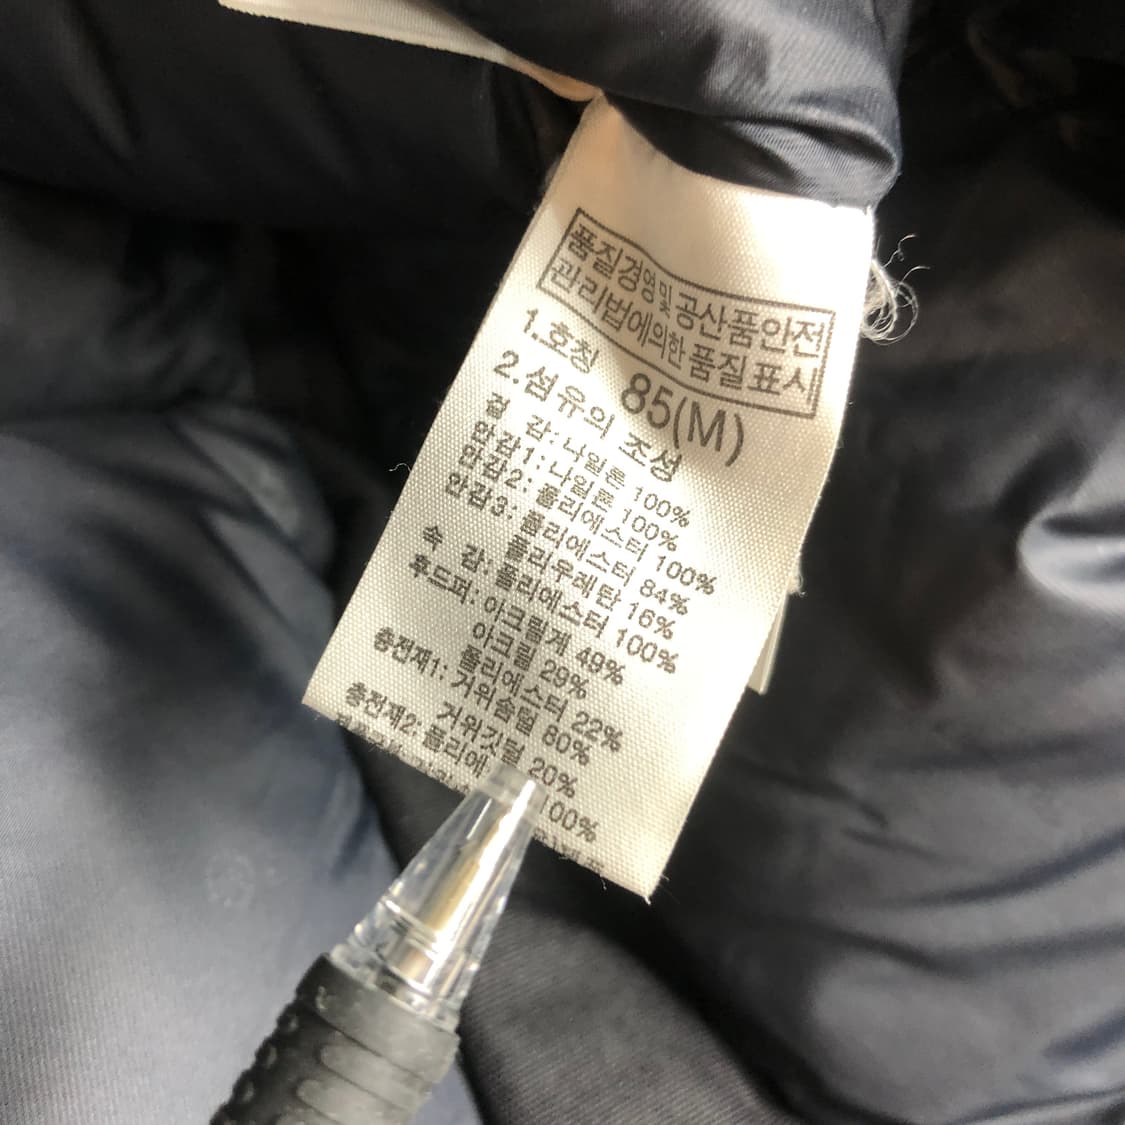 품질경영및공산품안전
관리법에의한품질표시
1.호칭 85(M)
2.섬유의 조성
겉 감: 나일론 100%
안감1: 나일론 100%
안감2: 폴리에스터 100%
안감3: 폴리에스터 84%
폴리우레탄 16%
속 감: 폴리에스터 100%
후드퍼: 아크릴계 49%
아크릴 29%
폴리에스터 22%
충전재1: 거위솜털 80%
거위깃털 20%
충전재2: 폴리에 100%